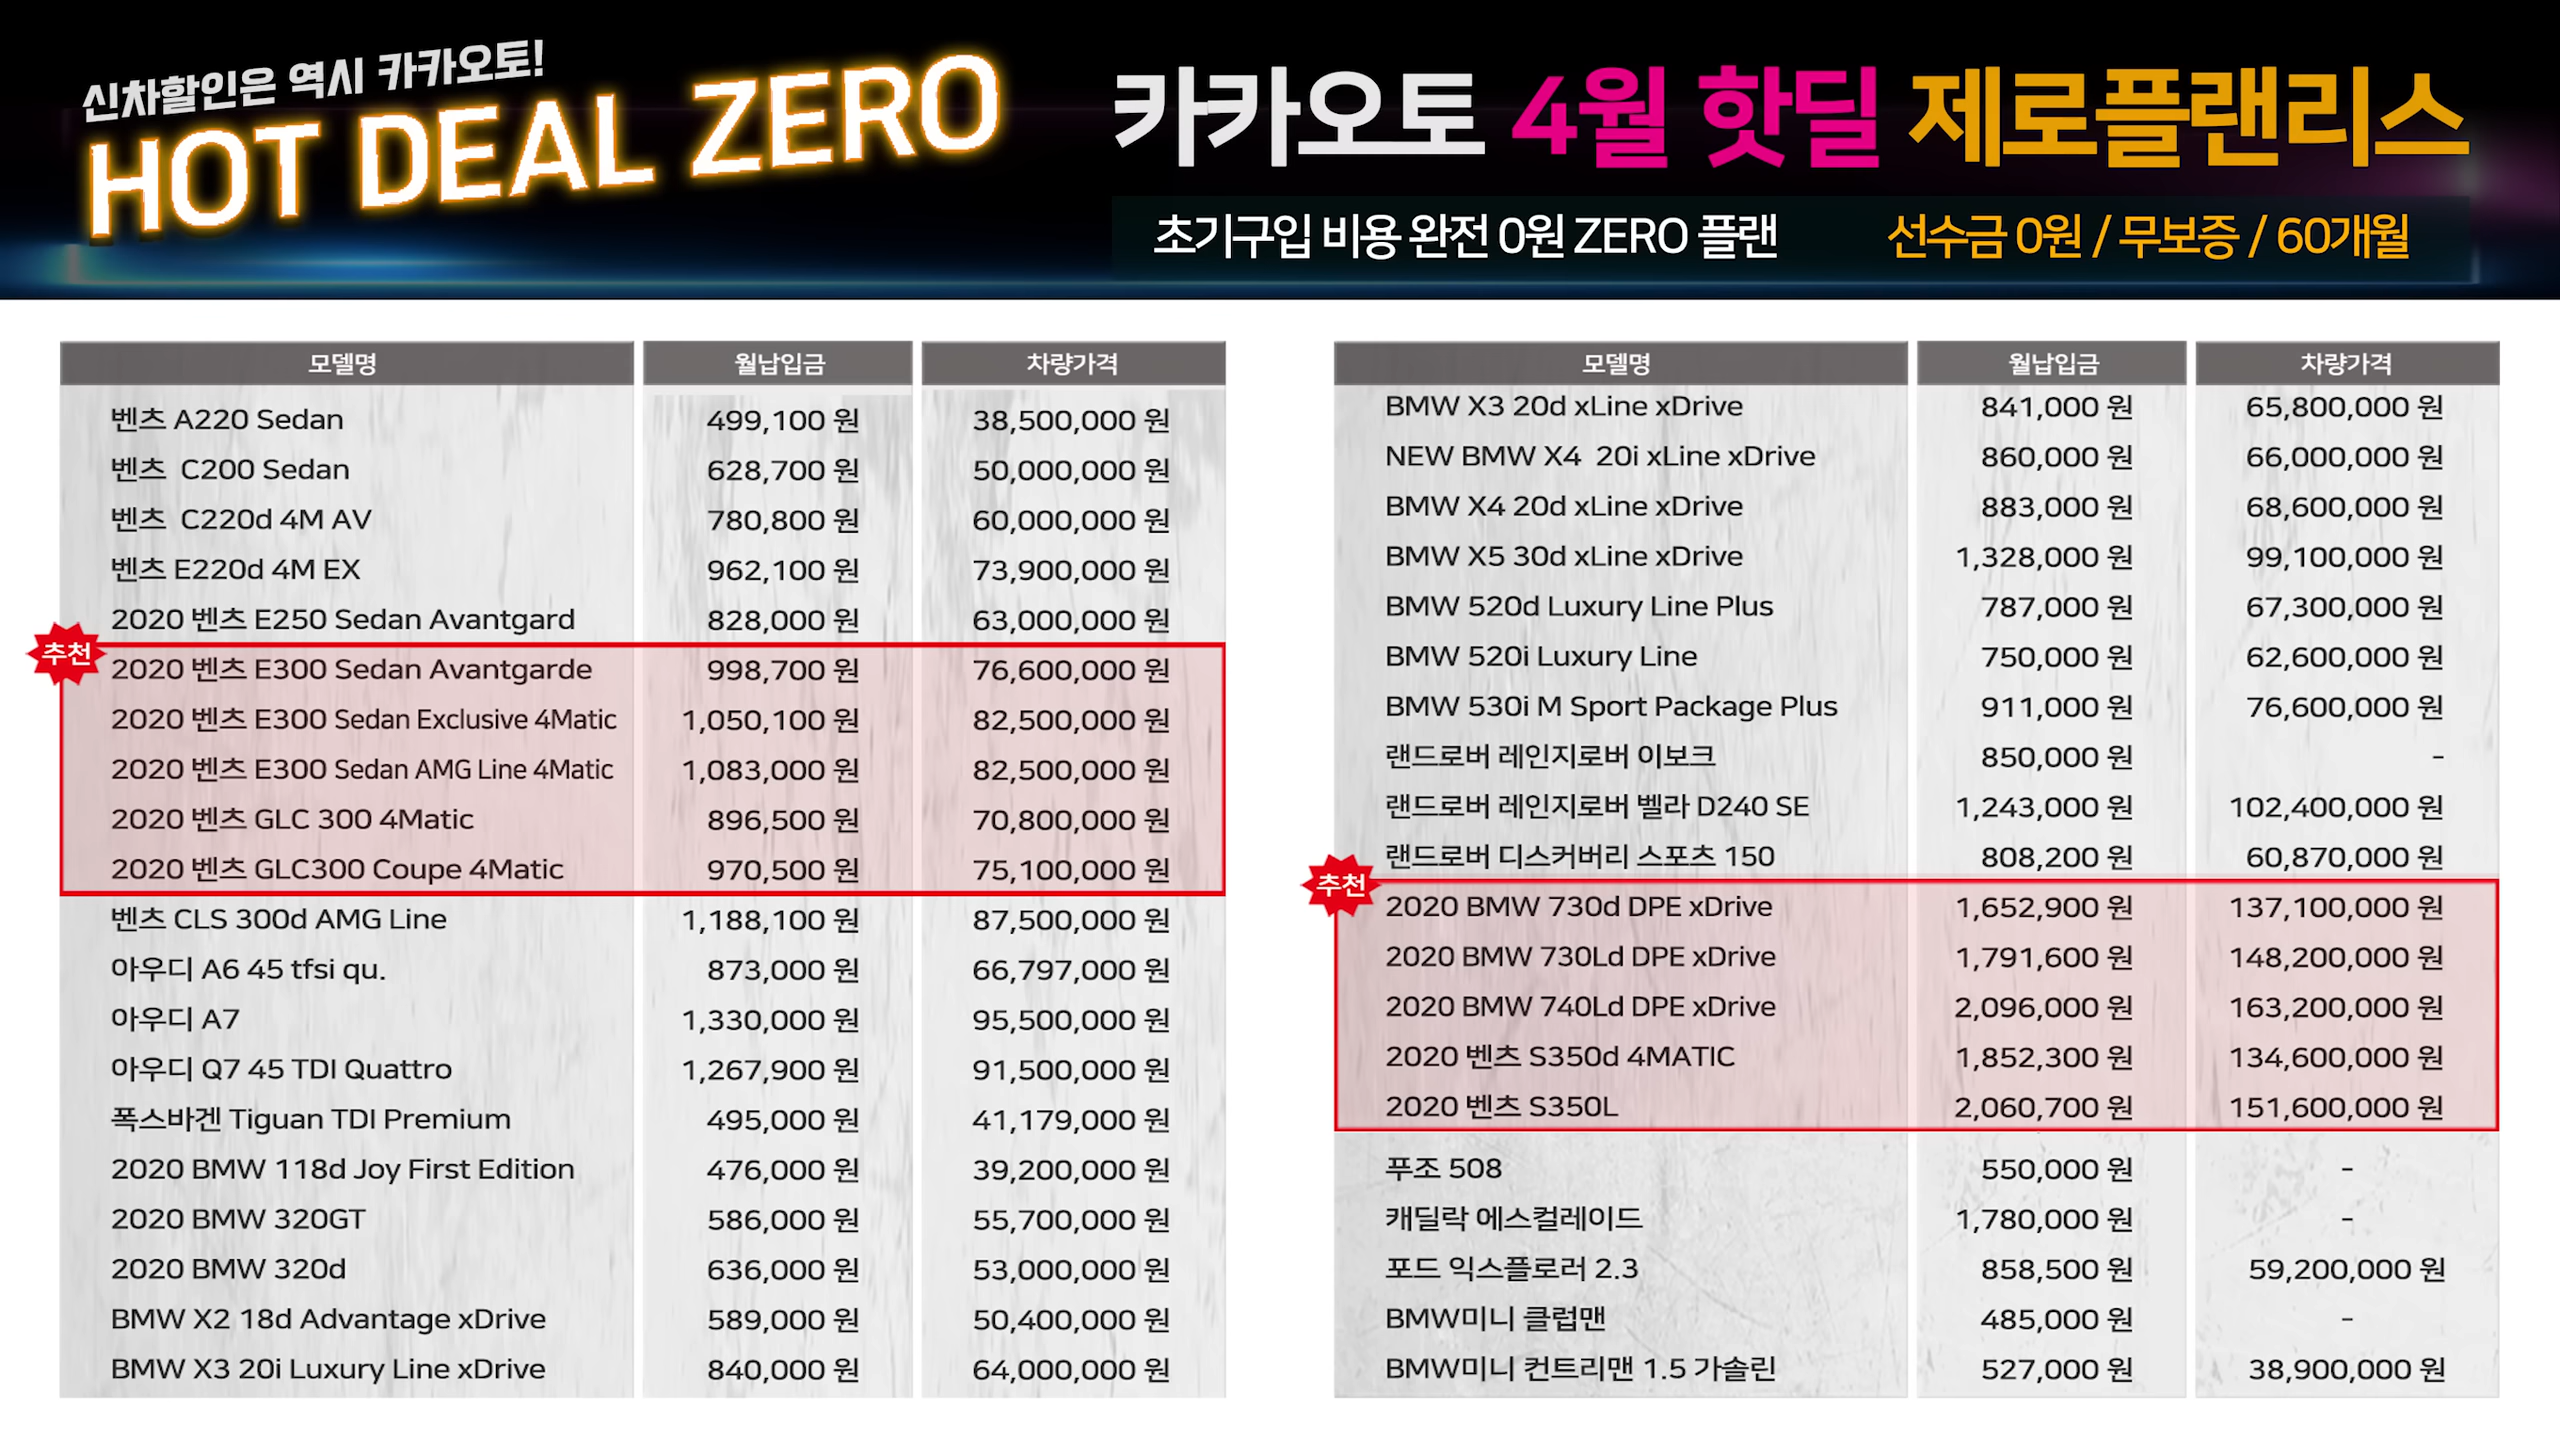 신차할인은 역시 카카오토!
HOT DEAL ZERO
카카오토 4월 핫딜 제로플랜리스
초기구입 비용 완전 0원 ZERO 플랜 선수금 0원 / 무보증 / 60개월
모델명 월납입금 차량가격
벤츠 A220 Sedan 499,100 원 38,500,000 원
벤츠 C200 Sedan 628,700 원 50,000,000 원
벤츠 C220d 4M AV 780,800 원 60,000,000 원
벤츠 E220d 4M EX 962,100 원 73,900,000 원
2020 벤츠 E250 Sedan Avantgard 828,000 원 63,000,000 원
추천
2020 벤츠 E300 Sedan Avantgarde 998,700 원 76,600,000 원
2020 벤츠 E300 Sedan Exclusive 4Matic 1,050,100 원 82,500,000 원
2020 벤츠 E300 Sedan AMG Line 4Matic 1,083,000 원 82,500,000 원
2020 벤츠 GLC 300 4Matic 896,500 원 70,800,000 원
2020 벤츠 GLC300 Coupe 4Matic 970,500 원 75,100,000 원
벤츠 CLS 300d AMG Line 1,188,100 원 87,500,000 원
아우디 A6 45 tfsi qu. 873,000 원 66,797,000 원
아우디 A7 1,330,000 원 95,500,000 원
아우디 Q7 45 TDI Quattro 1,267,900 원 91,500,000 원
폭스바겐 Tiguan TDI Premium 495,000 원 41,179,000 원
2020 BMW 118d Joy First Edition 476,000 원 39,200,000 원
2020 BMW 320GT 586,000 원 55,700,000 원
2020 BMW 320d 636,000 원 53,000,000 원
BMW X2 18d Advantage xDrive 589,000 원 50,400,000 원
BMW X3 20i Luxury Line xDrive 840,000 원 64,000,000 원
모델명 월납입금 차량가격
BMW X3 20d xLine xDrive 841,000 원 65,800,000 원
NEW BMW X4 20i xLine xDrive 860,000 원 66,000,000 원
BMW X4 20d xLine xDrive 883,000 원 68,600,000 원
BMW X5 30d xLine xDrive 1,328,000 원 99,100,000 원
BMW 520d Luxury Line Plus 787,000 원 67,300,000 원
BMW 520i Luxury Line 750,000 원 62,600,000 원
BMW 530i M Sport Package Plus 911,000 원 76,600,000 원
랜드로버 레인지로버 이보크 850,000 원 -
랜드로버 레인지로버 벨라 D240 SE 1,243,000 원 102,400,000 원
랜드로버 디스커버리 스포츠 150 808,200 원 60,870,000 원
추천
2020 BMW 730d DPE xDrive 1,652,900 원 137,100,000 원
2020 BMW 730Ld DPE xDrive 1,791,600 원 148,200,000 원
2020 BMW 740Ld DPE xDrive 2,096,000 원 163,200,000 원
2020 벤츠 S350d 4MATIC 1,852,300 원 134,600,000 원
2020 벤츠 S350L 2,060,700 원 151,600,000 원
푸조 508 550,000 원 -
캐딜락 에스컬레이드 1,780,000 원 -
포드 익스플로러 2.3 858,500 원 59,200,000 원
BMW미니 클럽맨 485,000 원 -
BMW미니 컨트리맨 1.5 가솔린 527,000 원 38,900,000 원